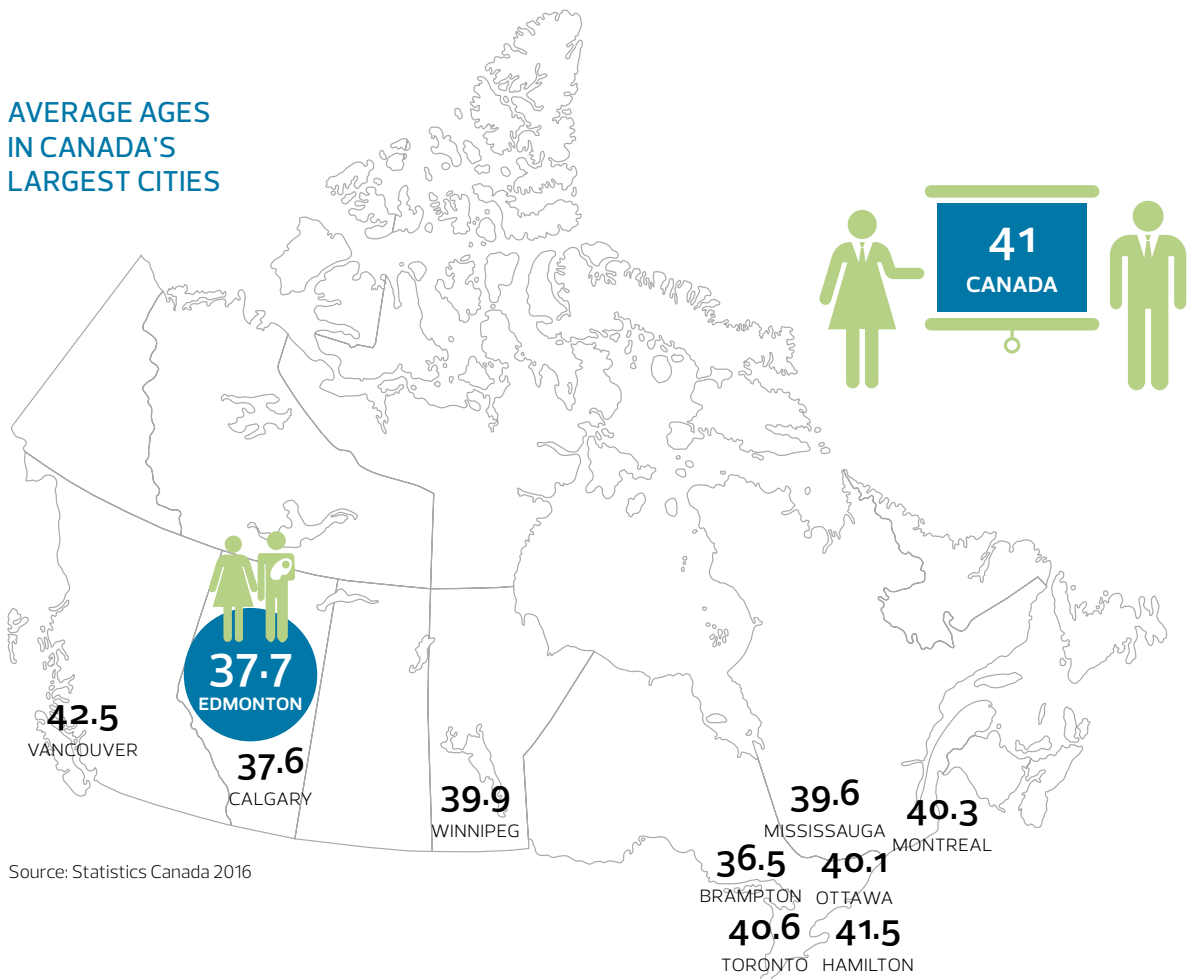 AVERAGE AGES
IN CANADA'S
LARGEST CITIES
41
CANADA
37.7
EDMONTON
42.5
VANCOUVER
37.6
CALGARY
39.9
WINNIPEG
39.6
MISSISSAUGA
40.3
MONTREAL
36.5
BRAMPTON
40.1
OTTAWA
40.6
TORONTO
41.5
HAMILTON
Source: Statistics Canada 2016